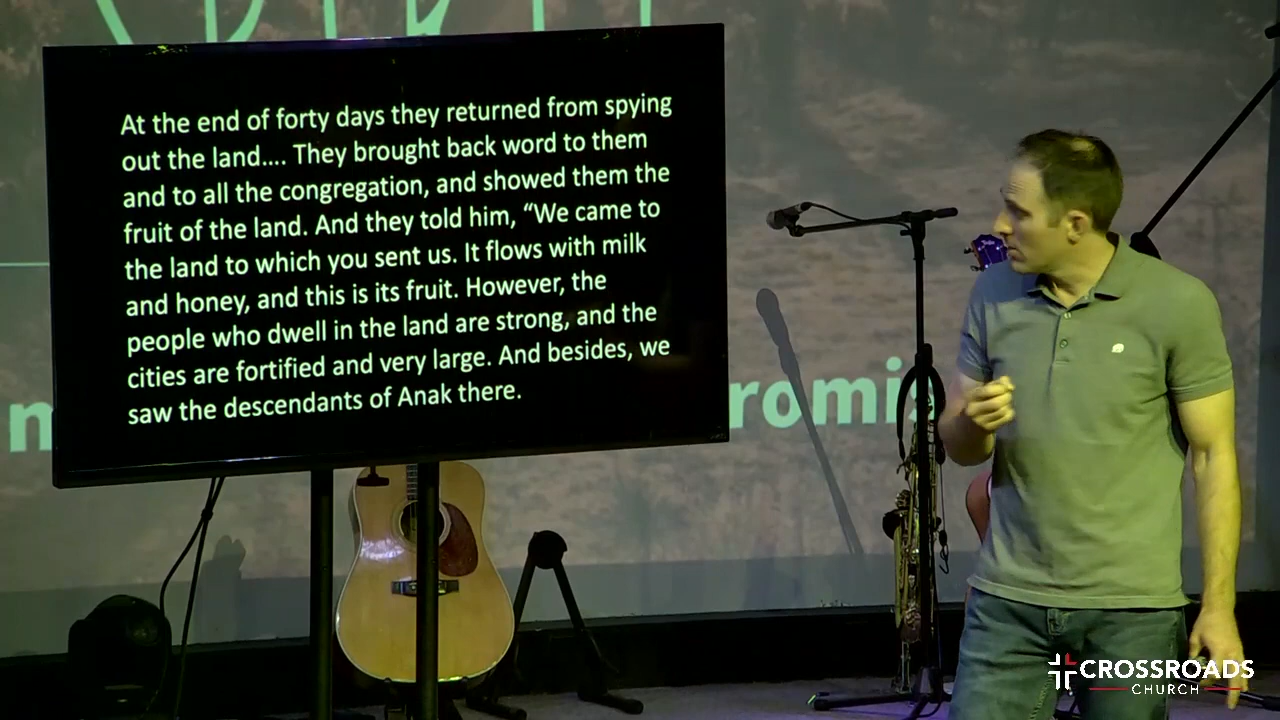 At the end of forty days they returned from spying
out the land.... They brought back word to them
and to all the congregation, and showed them the
fruit of the land. And they told him, “We came to
the land to which you sent us. It flows with milk
and honey, and this is its fruit. However, the
people who dwell in the land are strong, and the
cities are fortified and very large. And besides, we
saw the descendants of Anak there.
CROSSROADS
CHURCH